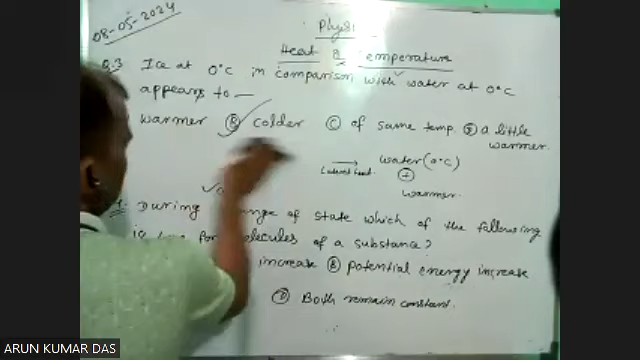 08-05-2024
Heat & Temperature
Q.3 Ice at 0°C in comparison with water at 0°C
appears to —
warmer (B) colder (C) of same temp. (D) a little
warmer.
Latent heat → water (0°C)
(+)
warmer.
During change of state which of the following
molecules of a substance?
increase (B) potential energy increase
(D) Both remain constant.
ARUN KUMAR DAS